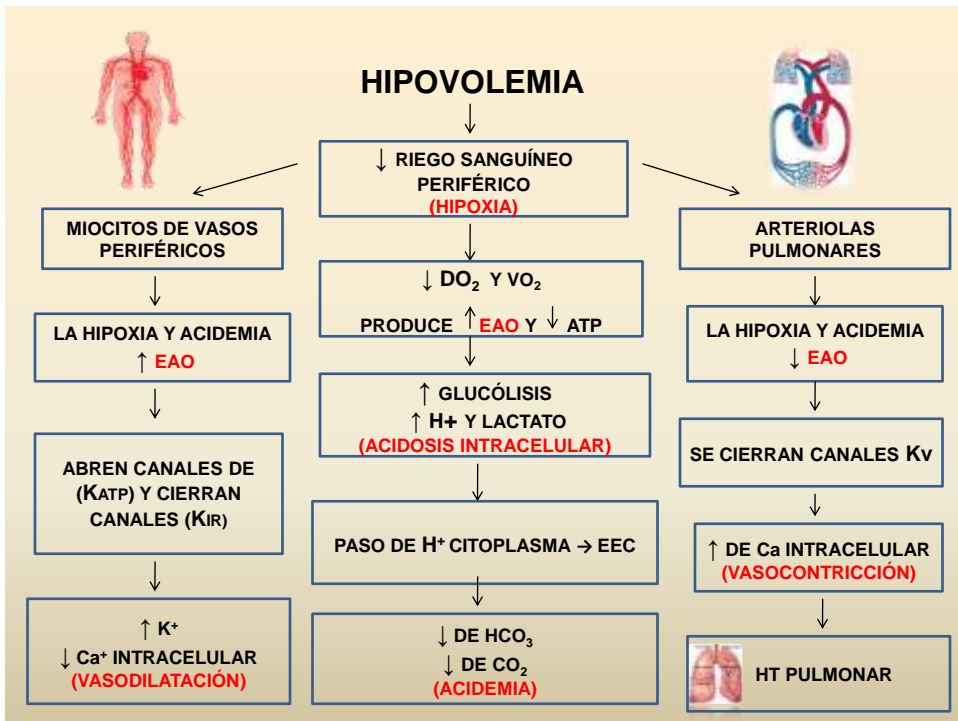 HIPOVOLEMIA
↓ RIEGO SANGUÍNEO
PERIFÉRICO
(HIPOXIA)
MIOCITOS DE VASOS
PERIFÉRICOS
LA HIPOXIA Y ACIDEMIA
↑ EAO
ABREN CANALES DE
(KATP) Y CIERRAN
CANALES (KIR)
↑ K⁺
↓ Ca⁺ INTRACELULAR
(VASODILATACIÓN)
↓ DO₂ Y VO₂
PRODUCE ↑ EAO Y ↓ ATP
↑ GLUCÓLISIS
↑ H+ Y LACTATO
(ACIDOSIS INTRACELULAR)
PASO DE H⁺ CITOPLASMA → EEC
↓ DE HCO₃
↓ DE CO₂
(ACIDEMIA)
ARTERIOLAS
PULMONARES
LA HIPOXIA Y ACIDEMIA
↓ EAO
SE CIERRAN CANALES Kv
↑ DE Ca INTRACELULAR
(VASOCONTRICCIÓN)
HT PULMONAR